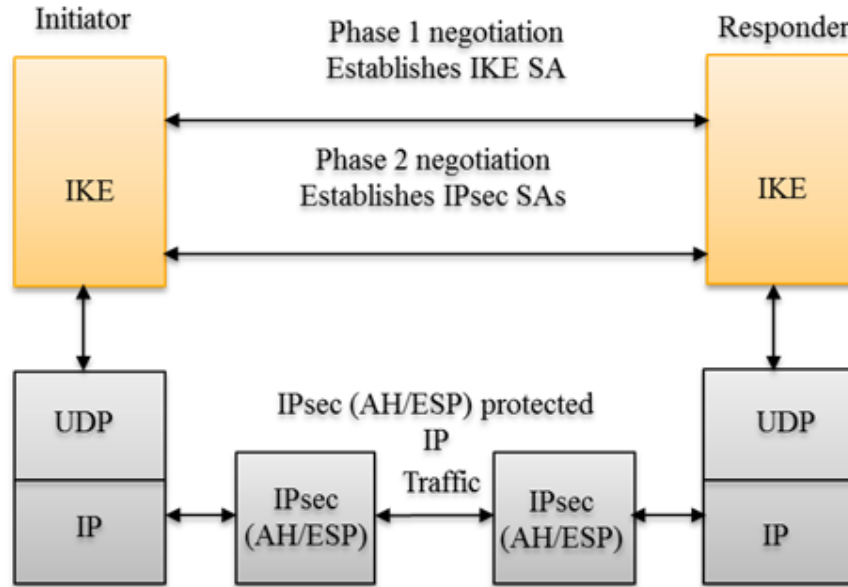 Initiator
Phase 1 negotiation
Establishes IKE SA
Responder
IKE
Phase 2 negotiation
Establishes IPsec SAs
IKE
UDP
IPsec (AH/ESP) protected
IP
Traffic
UDP
IP
IPsec
(AH/ESP)
IPsec
(AH/ESP)
IP